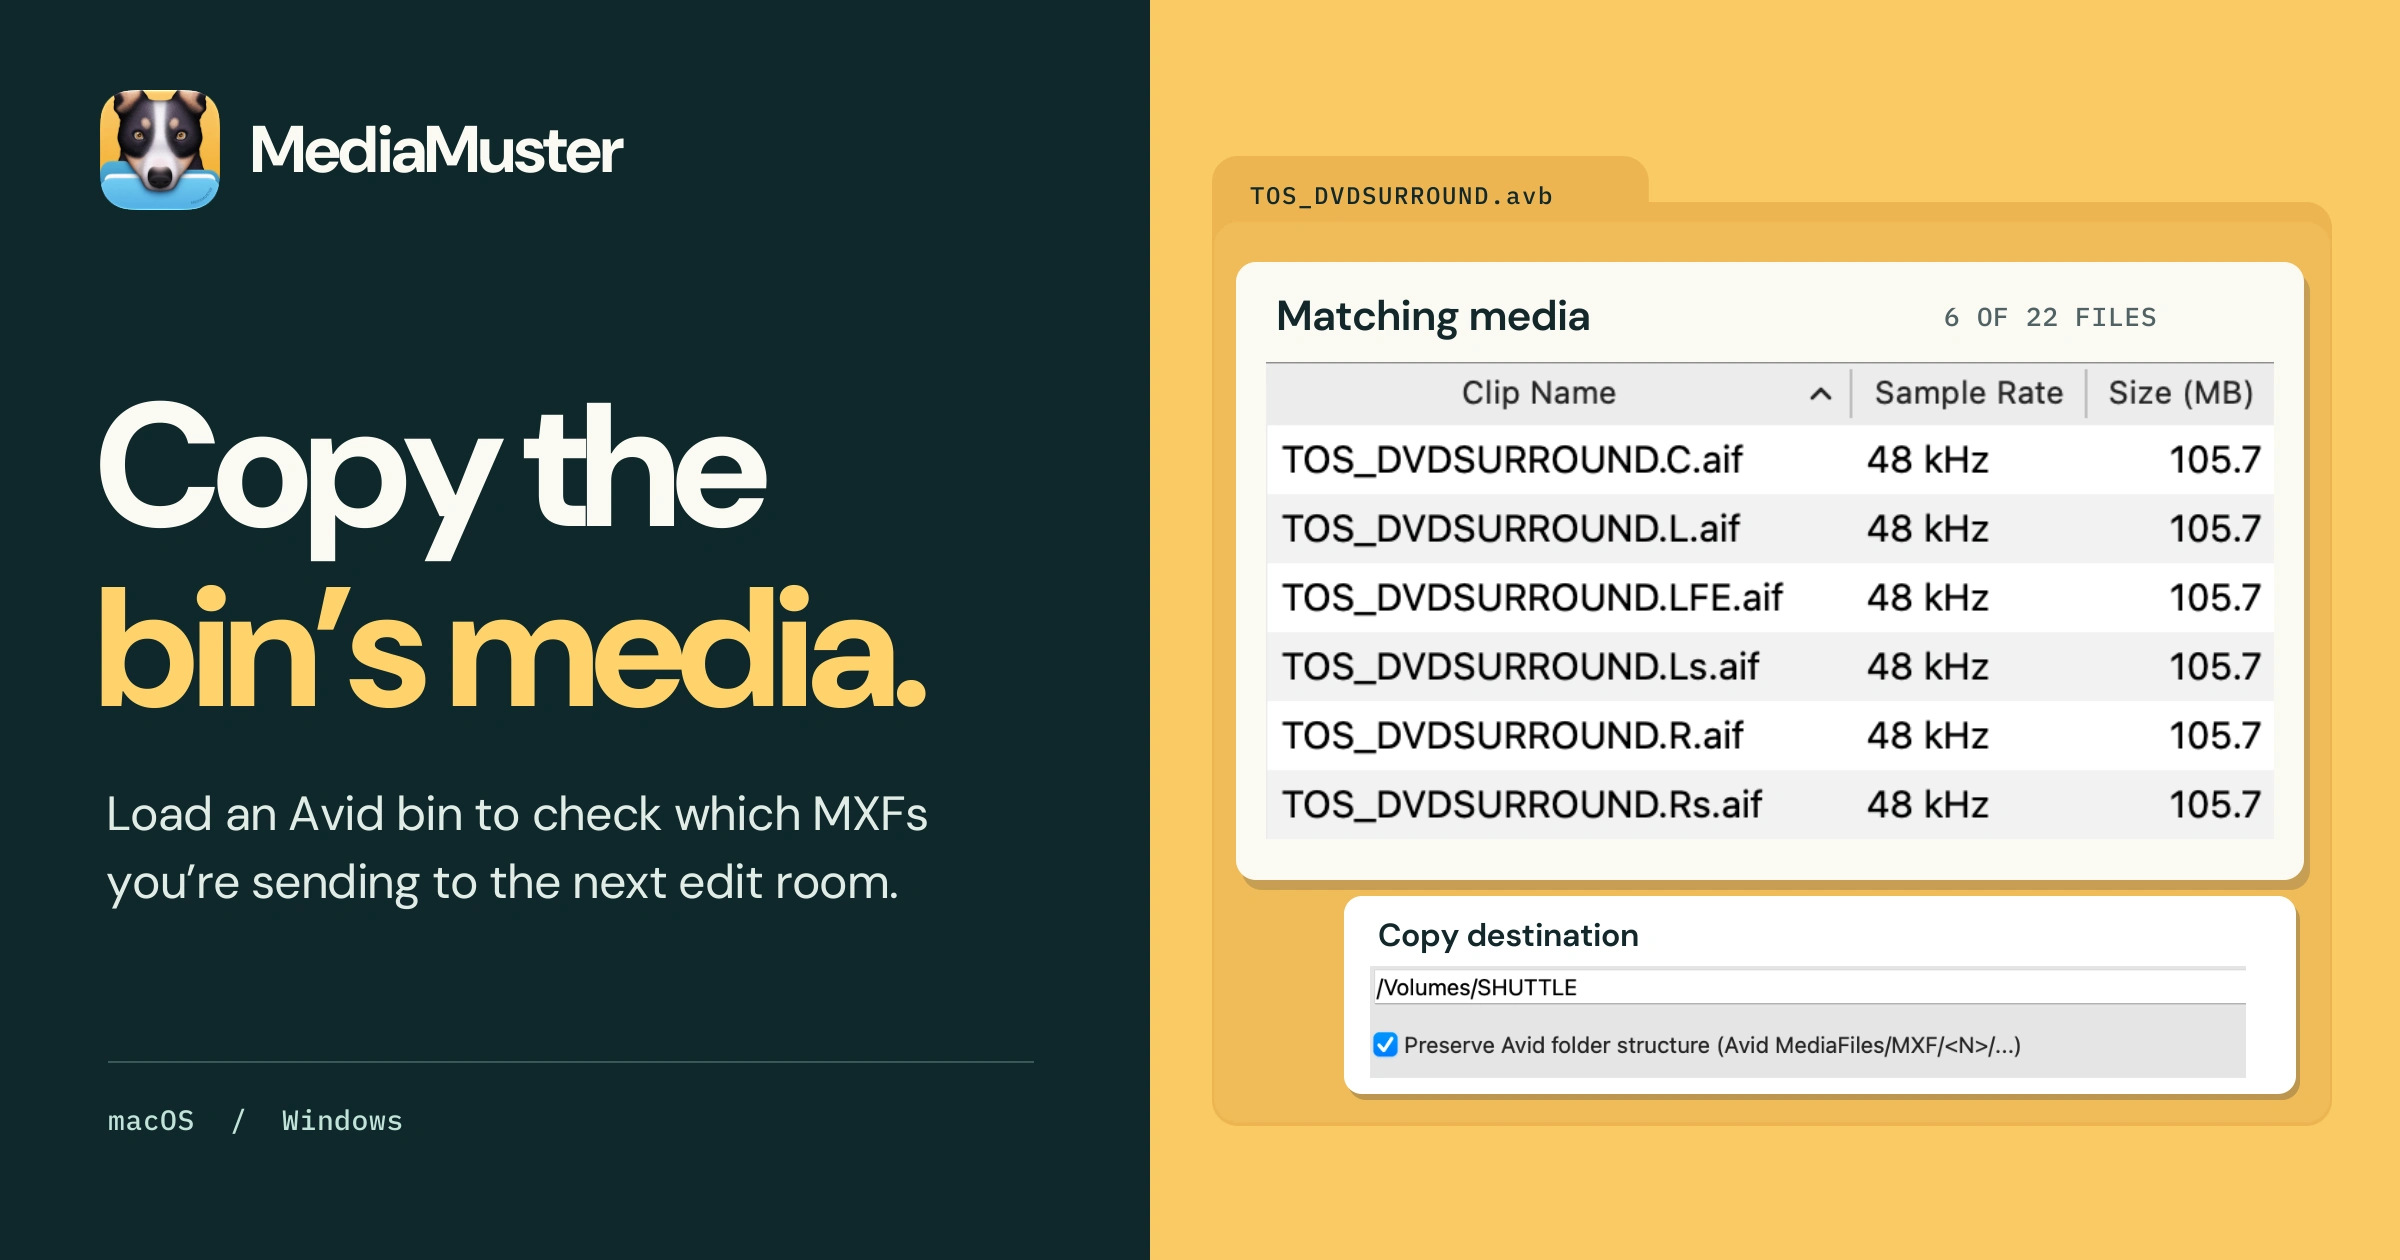 MediaMuster
Copy the
bin’s media.
Load an Avid bin to check which MXFs
you’re sending to the next edit room.
macOS / Windows
TOS_DVDSURROUND.avb
Matching media 6 OF 22 FILES
Clip Name Sample Rate Size (MB)
TOS_DVDSURROUND.C.aif 48 kHz 105.7
TOS_DVDSURROUND.L.aif 48 kHz 105.7
TOS_DVDSURROUND.LFE.aif 48 kHz 105.7
TOS_DVDSURROUND.Ls.aif 48 kHz 105.7
TOS_DVDSURROUND.R.aif 48 kHz 105.7
TOS_DVDSURROUND.Rs.aif 48 kHz 105.7
Copy destination
/Volumes/SHUTTLE
Preserve Avid folder structure (Avid MediaFiles/MXF/<N>/...)